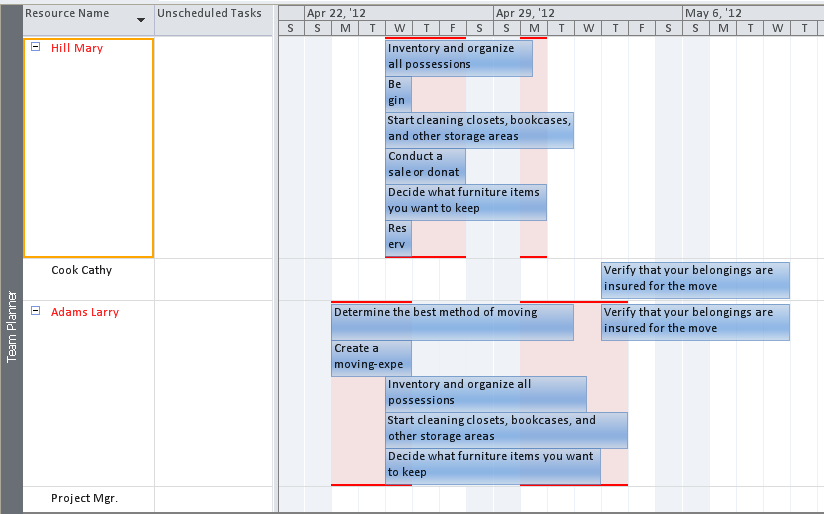 Resource Name
Unscheduled Tasks
Apr 22, '12
Apr 29, '12
May 6, '12
S S M T W T F S S M T W T F S S M T W T
Team Planner
Hill Mary
Inventory and organize
all possessions
Be
gin
Start cleaning closets, bookcases,
and other storage areas
Conduct a
sale or donat
Decide what furniture items
you want to keep
Res
erv
Cook Cathy
Verify that your belongings are
insured for the move
Adams Larry
Determine the best method of moving
Verify that your belongings are
insured for the move
Create a
moving-expe
Inventory and organize all
possessions
Start cleaning closets, bookcases, and
other storage areas
Decide what furniture items you want
to keep
Project Mgr.